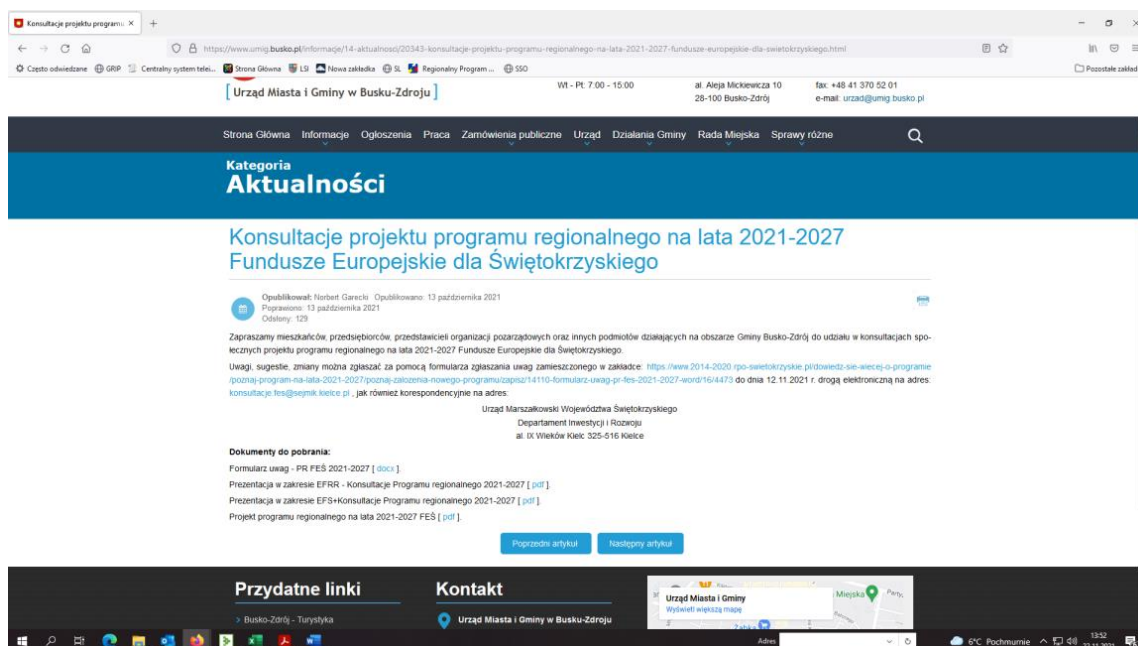 Konsultacje projektu programu
https://www.umig.busko.pl/informacje/14-aktualnosci/20343-konsultacje-projektu-programu-regionalnego-na-lata-2021-2027-fundusze-europejskie-dla-swietokrzyskiego.html
Często odwiedzane GRIP Centralny system telei... Strona Główna LSI Nowa zakładka SL Regionalny Program ... SSO Pozostałe zakład
[ Urząd Miasta i Gminy w Busku-Zdroju ]
Wt - Pt: 7:00 - 15:00
al. Aleja Mickiewicza 10
28-100 Busko-Zdrój
fax: +48 41 370 52 01
e-mail: urzad@umig.busko.pl
Strona Główna Informacje Ogłoszenia Praca Zamówienia publiczne Urząd Działania Gminy Rada Miejska Sprawy różne
Kategoria
Aktualności
Konsultacje projektu programu regionalnego na lata 2021-2027
Fundusze Europejskie dla Świętokrzyskiego
Opublikował: Norbert Garecki Opublikowano: 13 października 2021
Poprawiono: 13 października 2021
Odsłony: 129
Zapraszamy mieszkańców, przedsiębiorców, przedstawicieli organizacji pozarządowych oraz innych podmiotów działających na obszarze Gminy Busko-Zdrój do udziału w konsultacjach spo-
łecznych projektu programu regionalnego na lata 2021-2027 Fundusze Europejskie dla Świętokrzyskiego.
Uwagi, sugestie, zmiany można zgłaszać za pomocą formularza zgłaszania uwag zamieszczonego w zakładce: https://www.2014-2020.rpo-swietokrzyskie.pl/dowiedz-sie-wiecej-o-programie
/poznaj-program-na-lata-2021-2027/poznaj-zalozenia-nowego-programu/zapisz/14110-formularz-uwag-pr-fes-2021-2027-word/16/4473 do dnia 12.11.2021 r. drogą elektroniczną na adres:
konsultacje.fes@sejmik.kielce.pl , jak również korespondencyjnie na adres:
Urząd Marszałkowski Województwa Świętokrzyskiego
Departament Inwestycji i Rozwoju
al. IX Wieków Kielc 325-516 Kielce
Dokumenty do pobrania:
Formularz uwag - PR FEŚ 2021-2027 [ docx ].
Prezentacja w zakresie EFRR - Konsultacje Programu regionalnego 2021-2027 [ pdf ].
Prezentacja w zakresie EFS+Konsultacje Programu regionalnego 2021-2027 [ pdf ].
Projekt programu regionalnego na lata 2021-2027 FEŚ [ pdf ].
Poprzedni artykuł Następny artykuł
Przydatne linki
> Busko-Zdrój - Turystyka
Kontakt
Urząd Miasta i Gminy w Busku-Zdroju
Urząd Miasta i Gminy
Wyświetl większą mapę
Miejska
Żabka
Adres
6°C Pochmurnie
13:52
22.11.2021